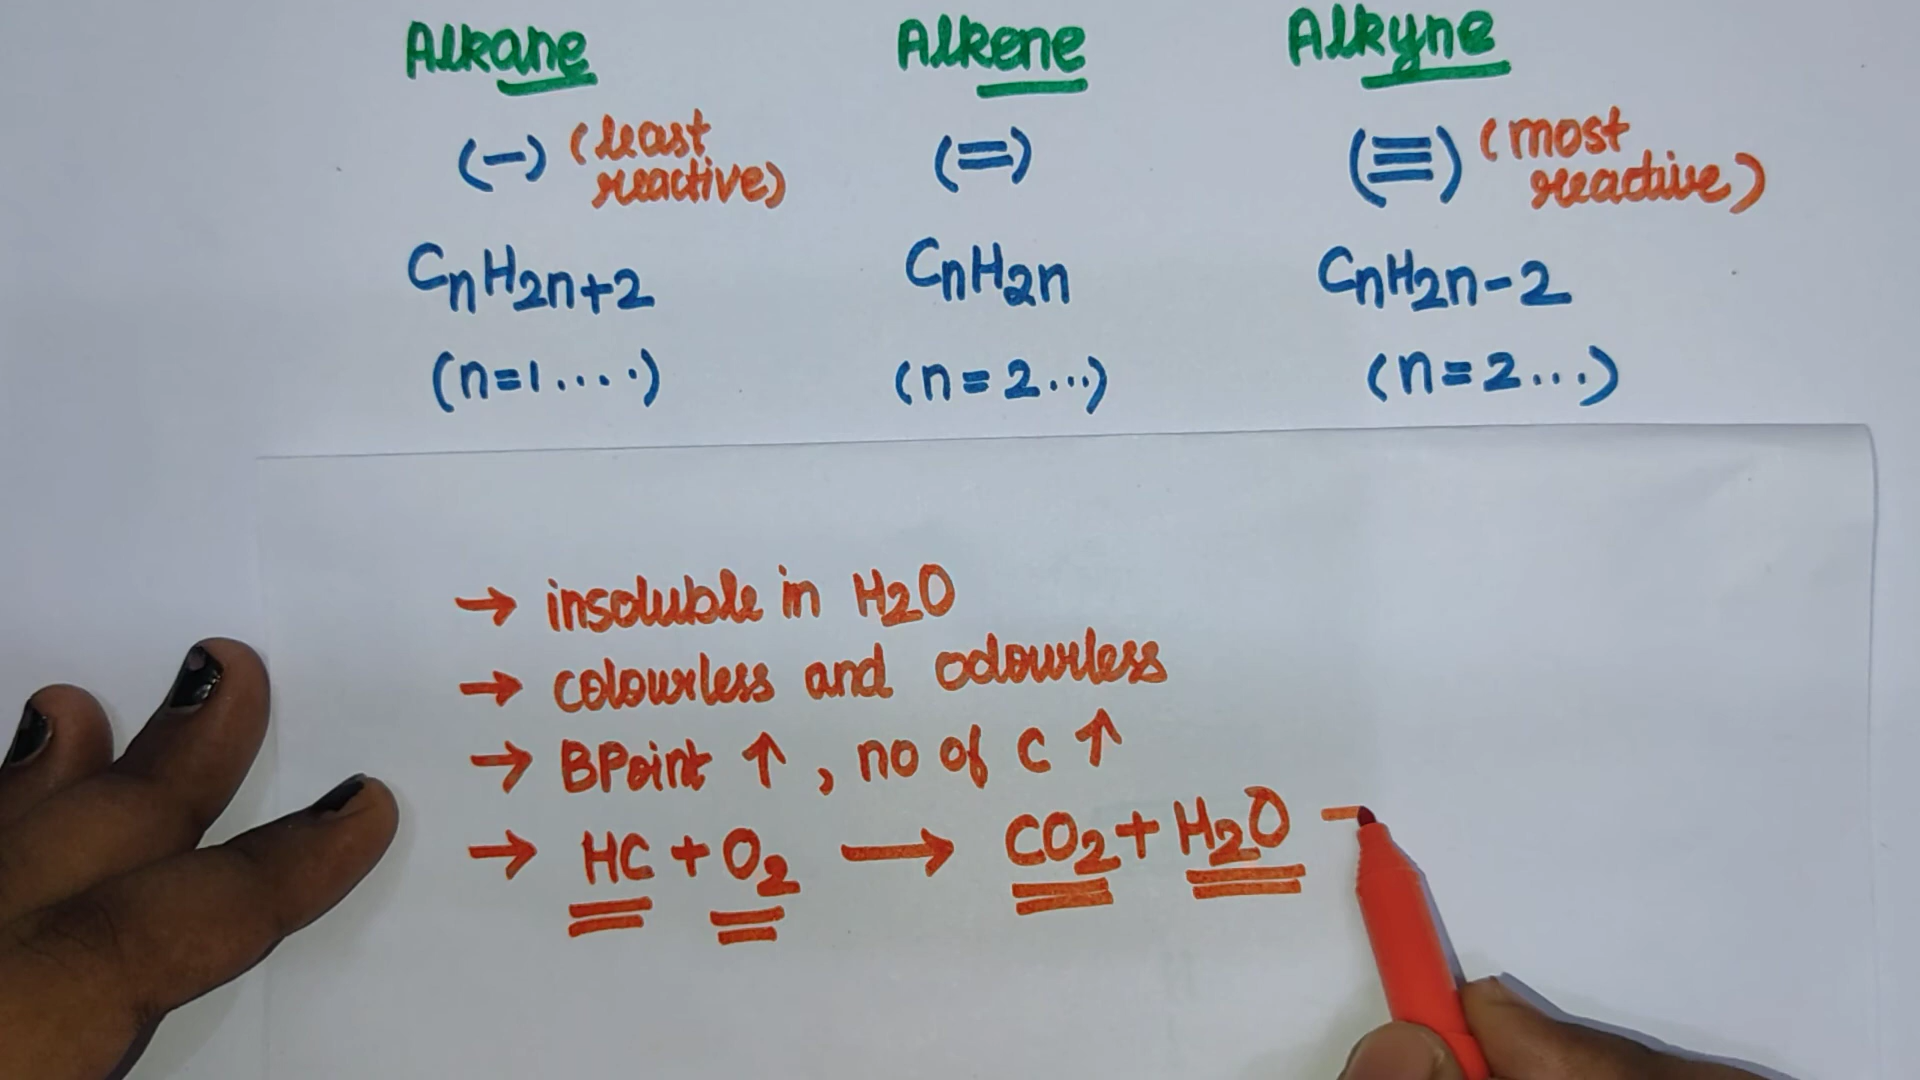 Alkane Alkene Alkyne
(-) (least reactive) (=) (≡) (most reactive)
CnH2n+2 CnH2n CnH2n-2
(n=1....) (n=2...) (n=2...)
→ insoluble in H2O
→ colourless and odourless
→ BPoint ↑, no of C ↑
→ HC + O2 → CO2 + H2O -